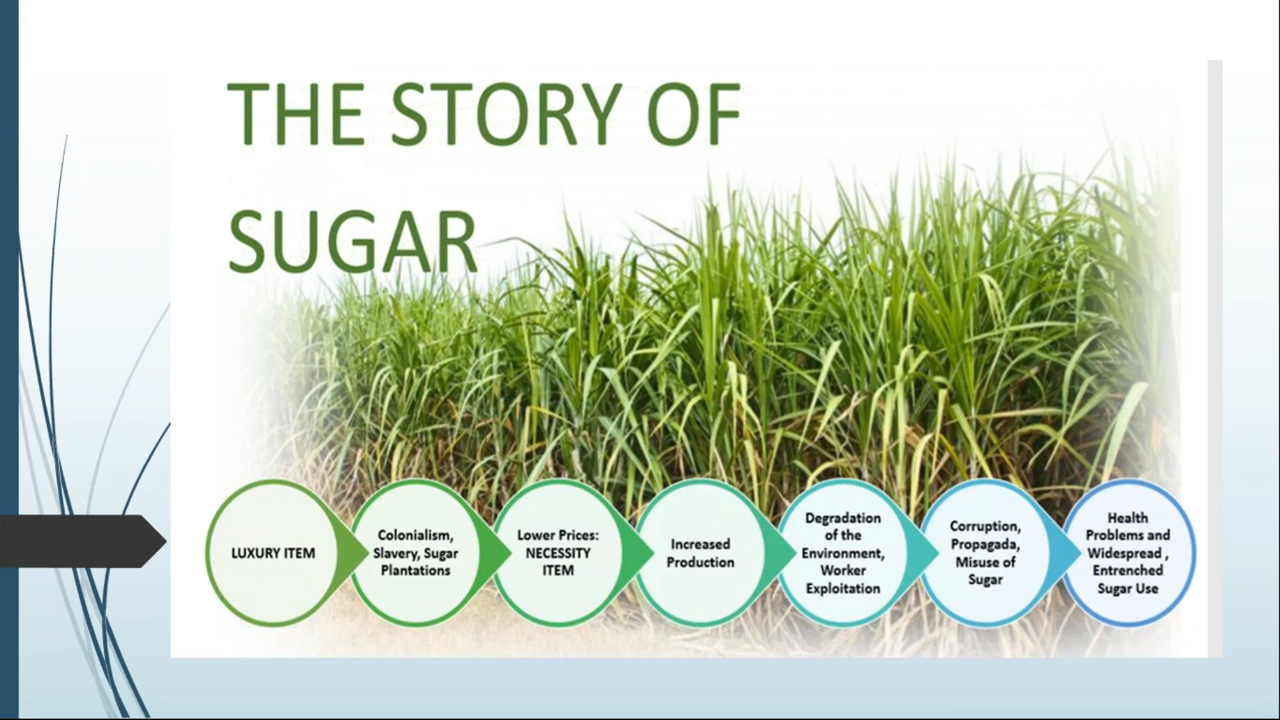 THE STORY OF
SUGAR
LUXURY ITEM
Colonialism,
Slavery, Sugar
Plantations
Lower Prices:
NECESSITY
ITEM
Increased
Production
Degradation
of the
Environment,
Worker
Exploitation
Corruption,
Propagada,
Misuse of
Sugar
Health
Problems and
Widespread ,
Entrenched
Sugar Use